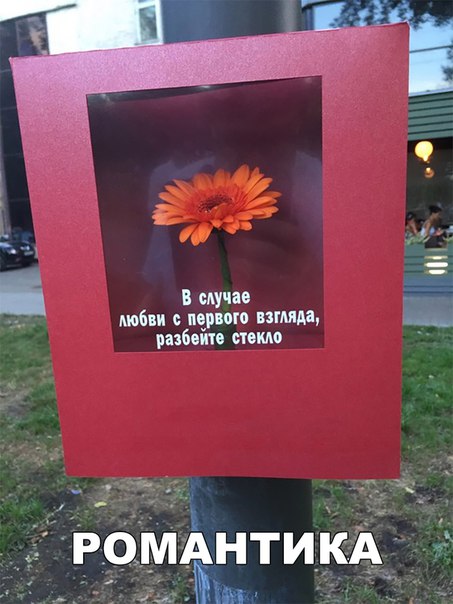 В случае
любви с первого взгляда,
разбейте стекло
РОМАНТИКА